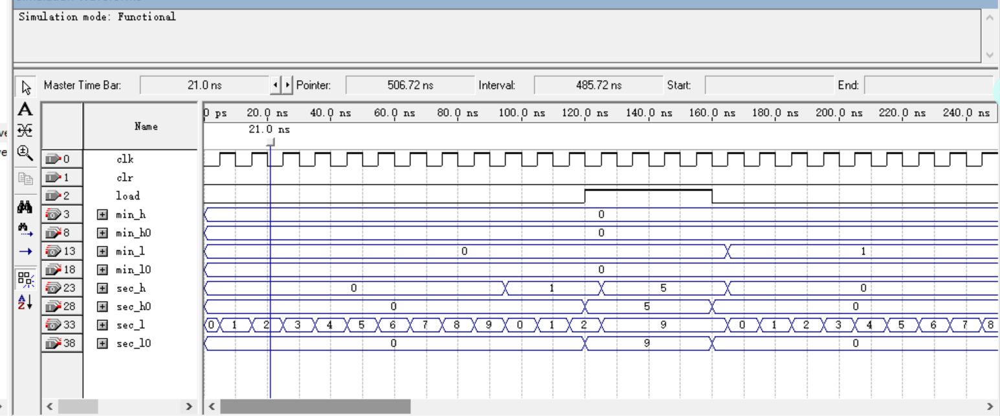 Simulation mode: Functional
Master Time Bar: 21.0 ns Pointer: 506.72 ns Interval: 485.72 ns Start: End:
A
Name
0 ps 20.0 ns 40.0 ns 60.0 ns 80.0 ns 100.0 ns 120.0 ns 140.0 ns 160.0 ns 180.0 ns 200.0 ns 220.0 ns 240.0 ns
21.0 ns
0 clk
1 clr
2 load
3 min_h 0
8 min_h0 0
13 min_l 0 1
18 min_l0 0
23 sec_h 0 1 5 0
28 sec_h0 0 5 0
33 sec_l 0 1 2 3 4 5 6 7 8 9 0 1 2 9 0 1 2 3 4 5 6 7 8
38 sec_l0 0 9 0